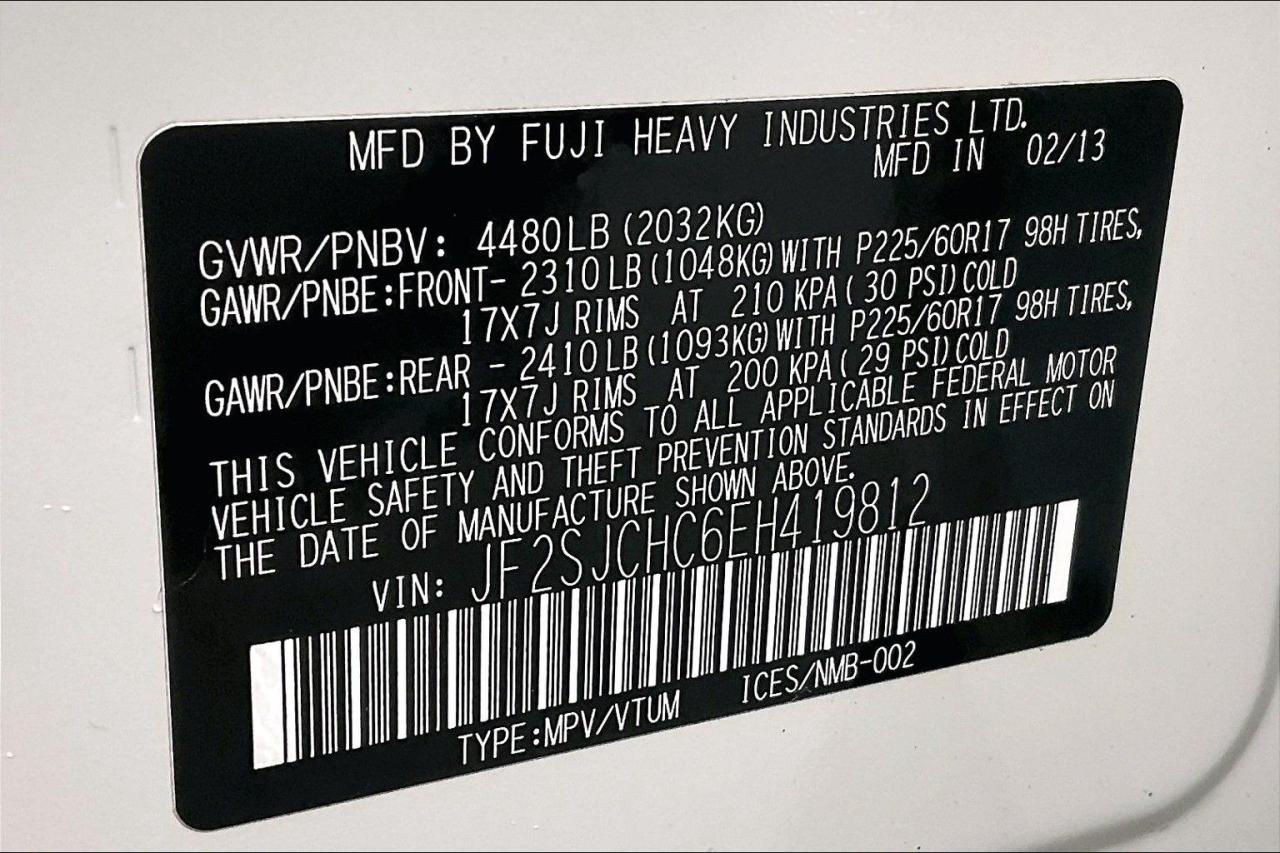 MFD BY FUJI HEAVY INDUSTRIES LTD.
MFD IN 02/13
GVWR/PNBV: 4480LB (2032KG)
GAWR/PNBE:FRONT- 2310LB (1048KG) WITH P225/60R17 98H TIRES,
17X7J RIMS AT 210 KPA ( 30 PSI) COLD
GAWR/PNBE:REAR - 2410LB (1093KG) WITH P225/60R17 98H TIRES,
17X7J RIMS AT 200 KPA ( 29 PSI) COLD
THIS VEHICLE CONFORMS TO ALL APPLICABLE FEDERAL MOTOR
VEHICLE SAFETY AND THEFT PREVENTION STANDARDS IN EFFECT ON
THE DATE OF MANUFACTURE SHOWN ABOVE.
VIN: JF2SJCHC6EH419812
TYPE:MPV/VTUM ICES/NMB-002